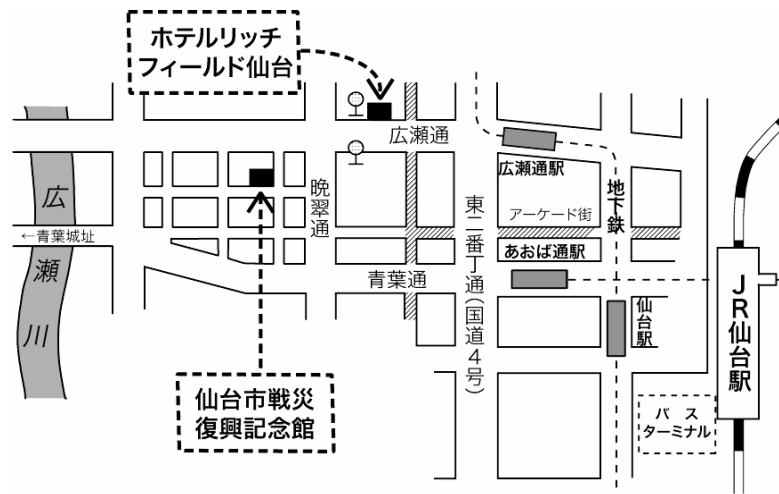 ホテルリッチ
フィールド仙台
広瀬通
広瀬通駅
晩翠通
東二番丁通(国道4号)
地下鉄
アーケード街
広瀬川
←青葉城址
あおば通駅
青葉通
仙台駅
JR仙台駅
仙台市戦災
復興記念館
バス
ターミナル